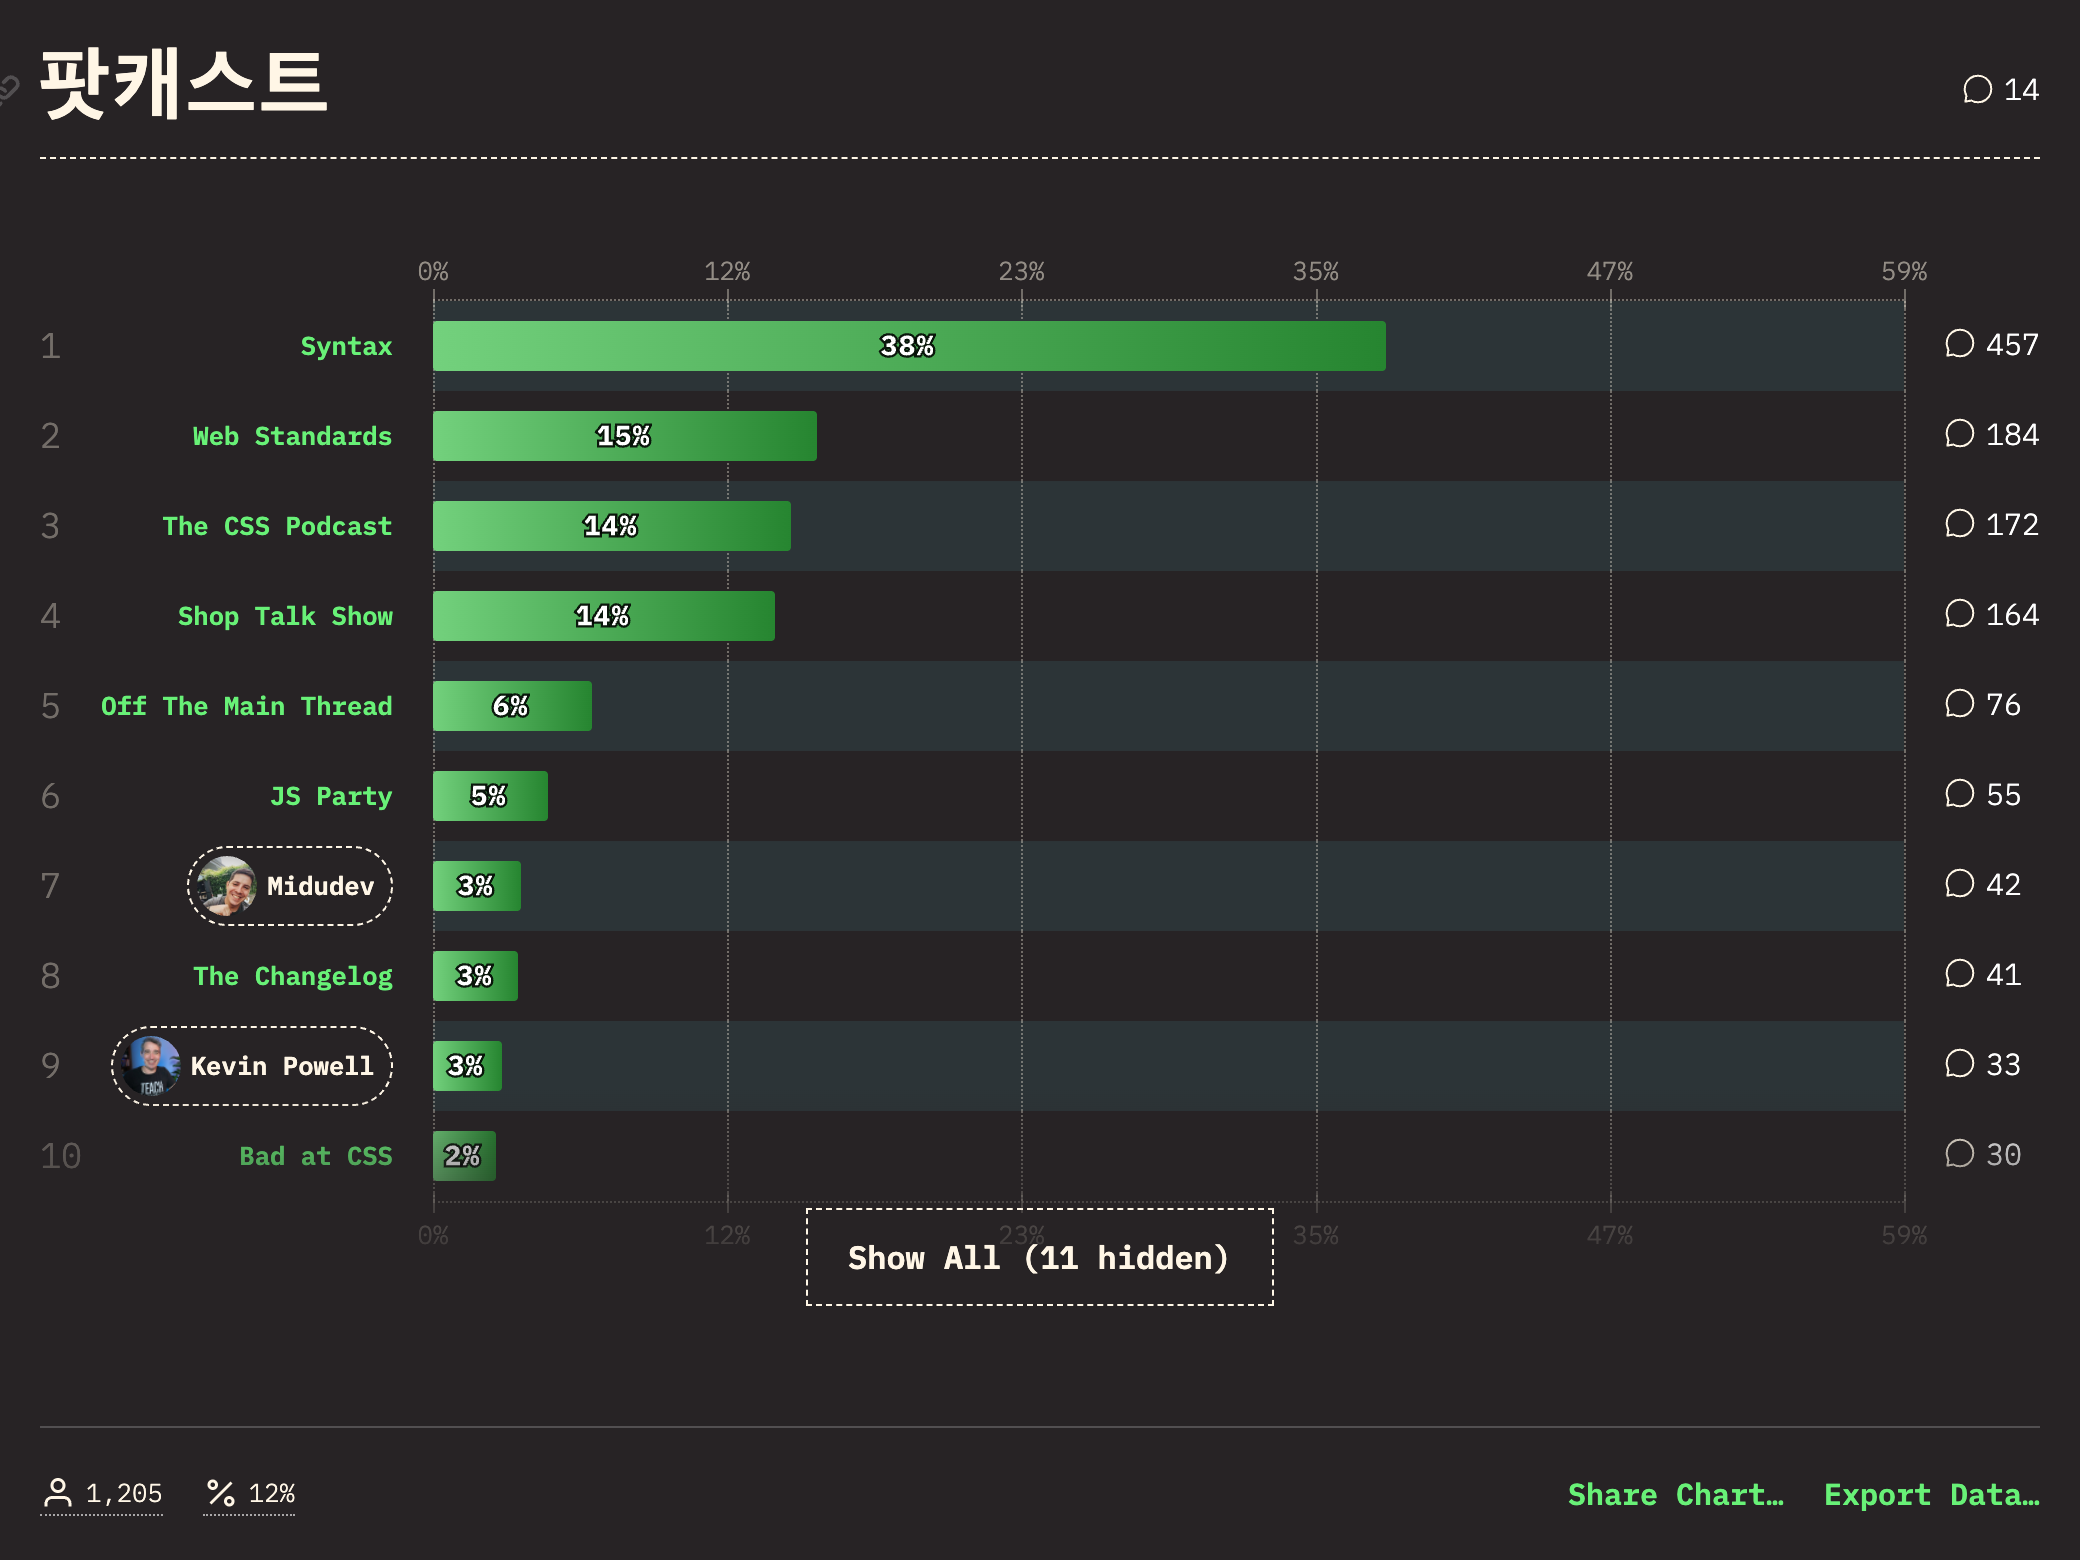 팟캐스트
14
0% 12% 23% 35% 47% 59%
1 Syntax 38% 457
2 Web Standards 15% 184
3 The CSS Podcast 14% 172
4 Shop Talk Show 14% 164
5 Off The Main Thread 6% 76
6 JS Party 5% 55
7 Midudev 3% 42
8 The Changelog 3% 41
9 Kevin Powell 3% 33
TEACH
10 Bad at CSS 2% 30
0% 12% 23% 35% 47% 59%
Show All (11 hidden)
1,205 % 12% Share Chart… Export Data…